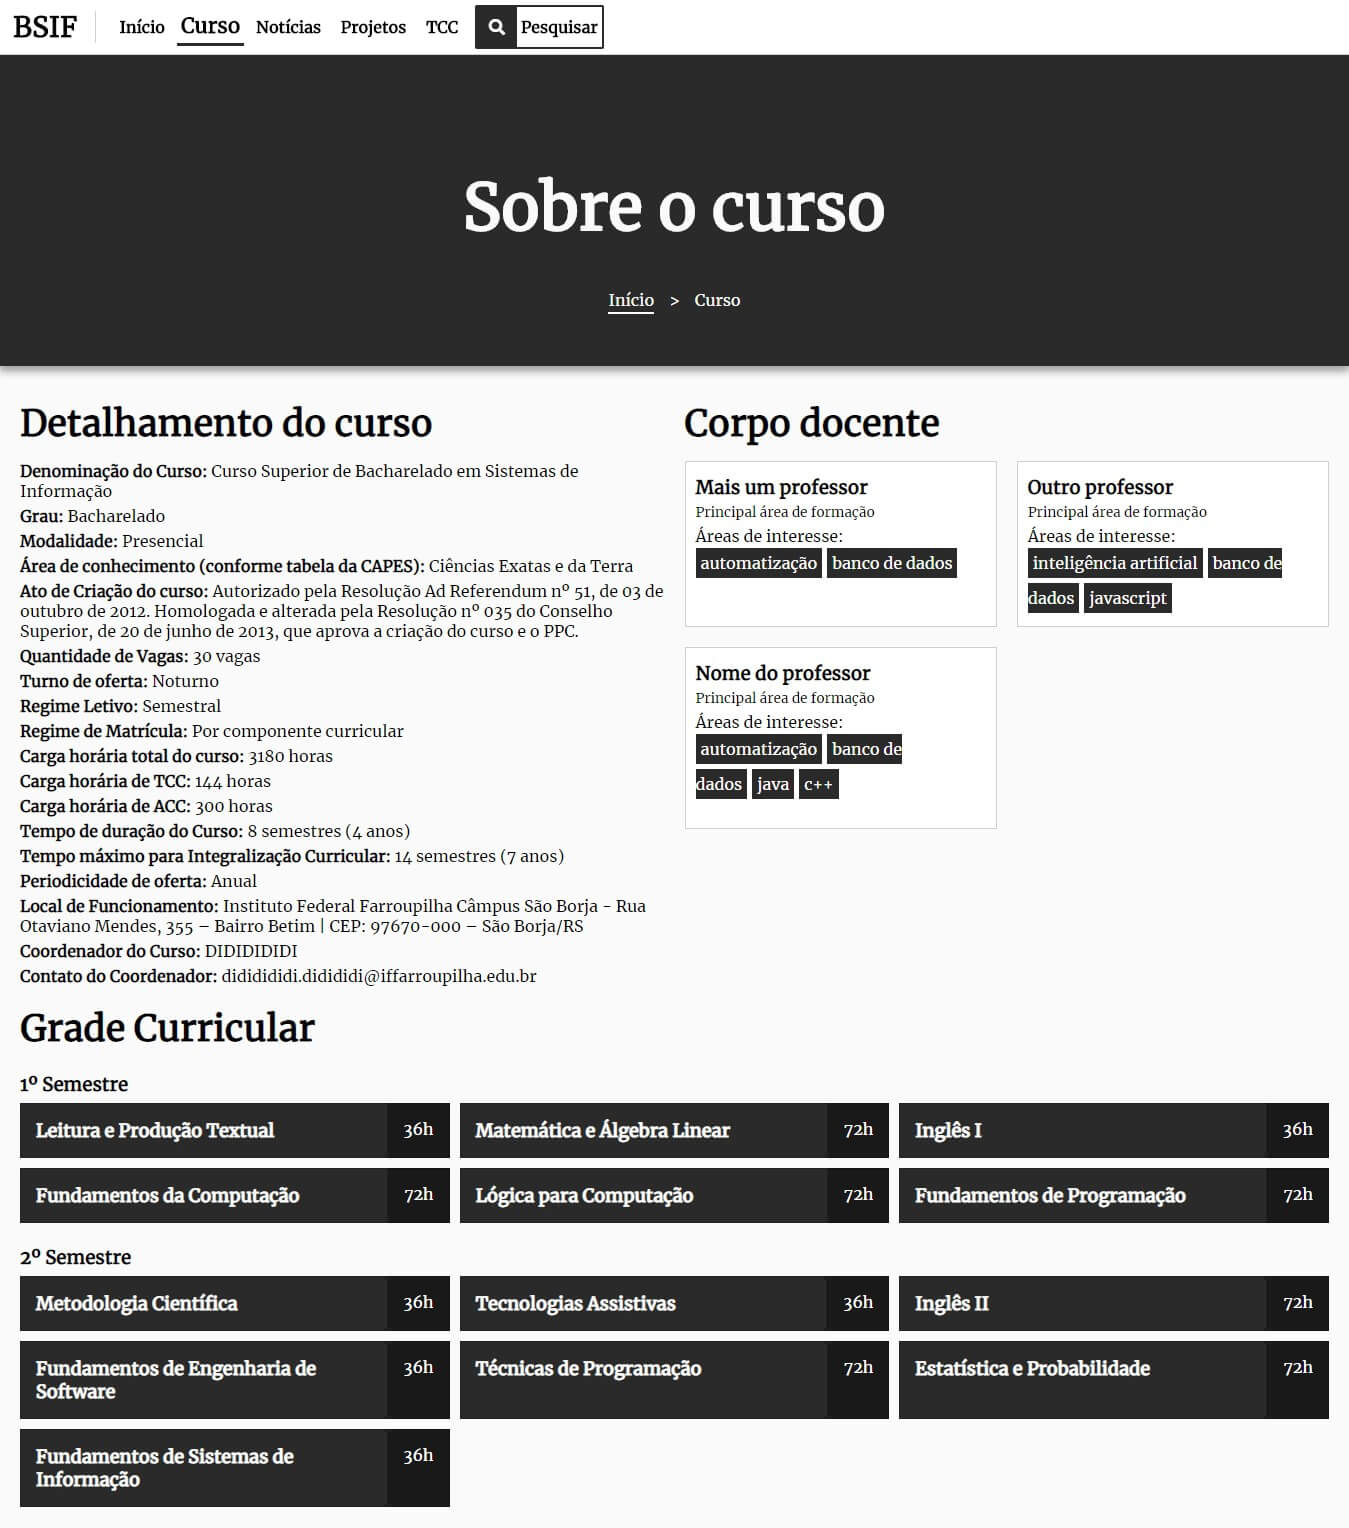 BSIF
Início Curso Notícias Projetos TCC Pesquisar
Sobre o curso
Início > Curso
Detalhamento do curso
Denominação do Curso: Curso Superior de Bacharelado em Sistemas de
Informação
Grau: Bacharelado
Modalidade: Presencial
Área de conhecimento (conforme tabela da CAPES): Ciências Exatas e da Terra
Ato de Criação do curso: Autorizado pela Resolução Ad Referendum nº 51, de 03 de
outubro de 2012. Homologada e alterada pela Resolução nº 035 do Conselho
Superior, de 20 de junho de 2013, que aprova a criação do curso e o PPC.
Quantidade de Vagas: 30 vagas
Turno de oferta: Noturno
Regime Letivo: Semestral
Regime de Matrícula: Por componente curricular
Carga horária total do curso: 3180 horas
Carga horária de TCC: 144 horas
Carga horária de ACC: 300 horas
Tempo de duração do Curso: 8 semestres (4 anos)
Tempo máximo para Integralização Curricular: 14 semestres (7 anos)
Periodicidade de oferta: Anual
Local de Funcionamento: Instituto Federal Farroupilha Câmpus São Borja - Rua
Otaviano Mendes, 355 – Bairro Betim | CEP: 97670-000 – São Borja/RS
Coordenador do Curso: DIDIDIDIDI
Contato do Coordenador: didididididi.didididi@iffarroupilha.edu.br
Corpo docente
Mais um professor
Principal área de formação
Áreas de interesse:
automatização banco de dados
Outro professor
Principal área de formação
Áreas de interesse:
inteligência artificial banco de
dados javascript
Nome do professor
Principal área de formação
Áreas de interesse:
automatização banco de
dados java c++
Grade Curricular
1º Semestre
Leitura e Produção Textual 36h
Matemática e Álgebra Linear 72h
Inglês I 36h
Fundamentos da Computação 72h
Lógica para Computação 72h
Fundamentos de Programação 72h
2º Semestre
Metodologia Científica 36h
Tecnologias Assistivas 36h
Inglês II 72h
Fundamentos de Engenharia de 36h
Software
Técnicas de Programação 72h
Estatística e Probabilidade 72h
Fundamentos de Sistemas de 36h
Informação